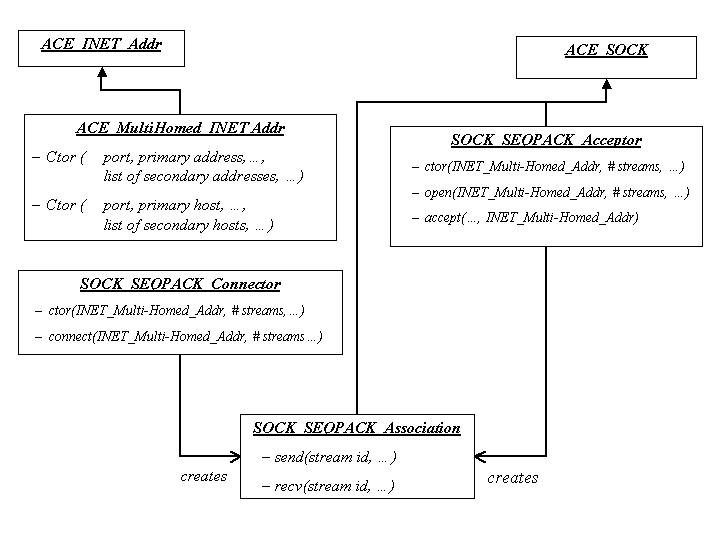 ACE_INET_Addr
ACE_SOCK
ACE_MultiHomed_INET Addr
– Ctor ( port, primary address, …,
list of secondary addresses, …)
– Ctor ( port, primary host, …,
list of secondary hosts, …)
SOCK_SEQPACK_Acceptor
– ctor(INET_Multi-Homed_Addr, # streams, …)
– open(INET_Multi-Homed_Addr, # streams, …)
– accept(…, INET_Multi-Homed_Addr)
SOCK_SEQPACK_Connector
– ctor(INET_Multi-Homed_Addr, # streams, …)
– connect(INET_Multi-Homed_Addr, # streams …)
SOCK_SEQPACK_Association
– send(stream id, …)
– recv(stream id, …)
creates
creates